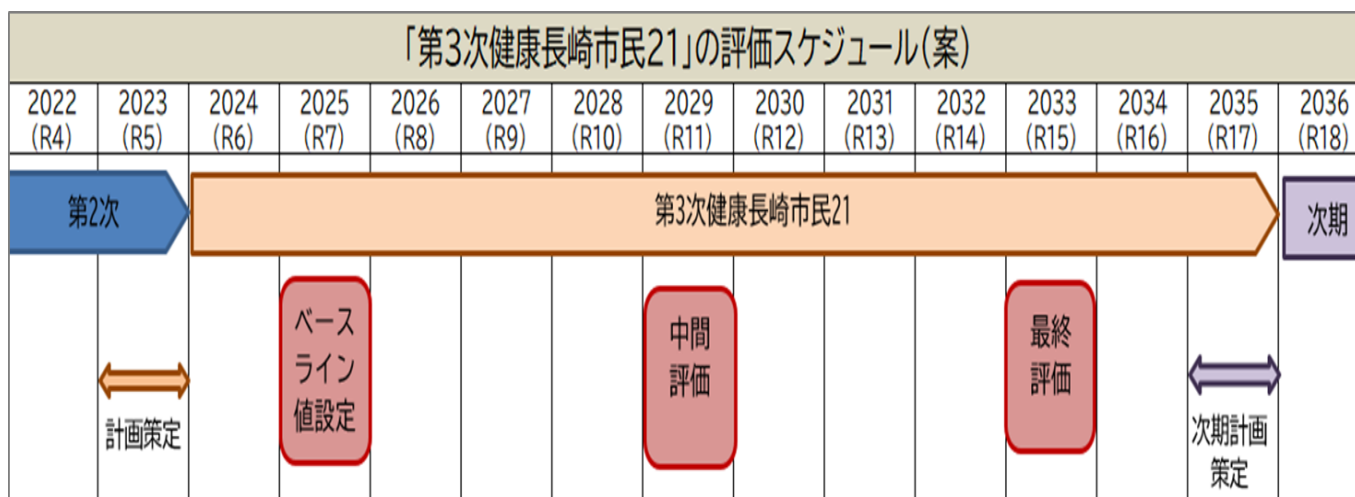 「第3次健康長崎市民21」の評価スケジュール(案)
2022 2023 2024 2025 2026 2027 2028 2029 2030 2031 2032 2033 2034 2035 2036
(R4) (R5) (R6) (R7) (R8) (R9) (R10) (R11) (R12) (R13) (R14) (R15) (R16) (R17) (R18)
第2次 第3次健康長崎市民21 次期
ベース
ライン
値設定
中間
評価
最終
評価
計画策定
次期計画
策定